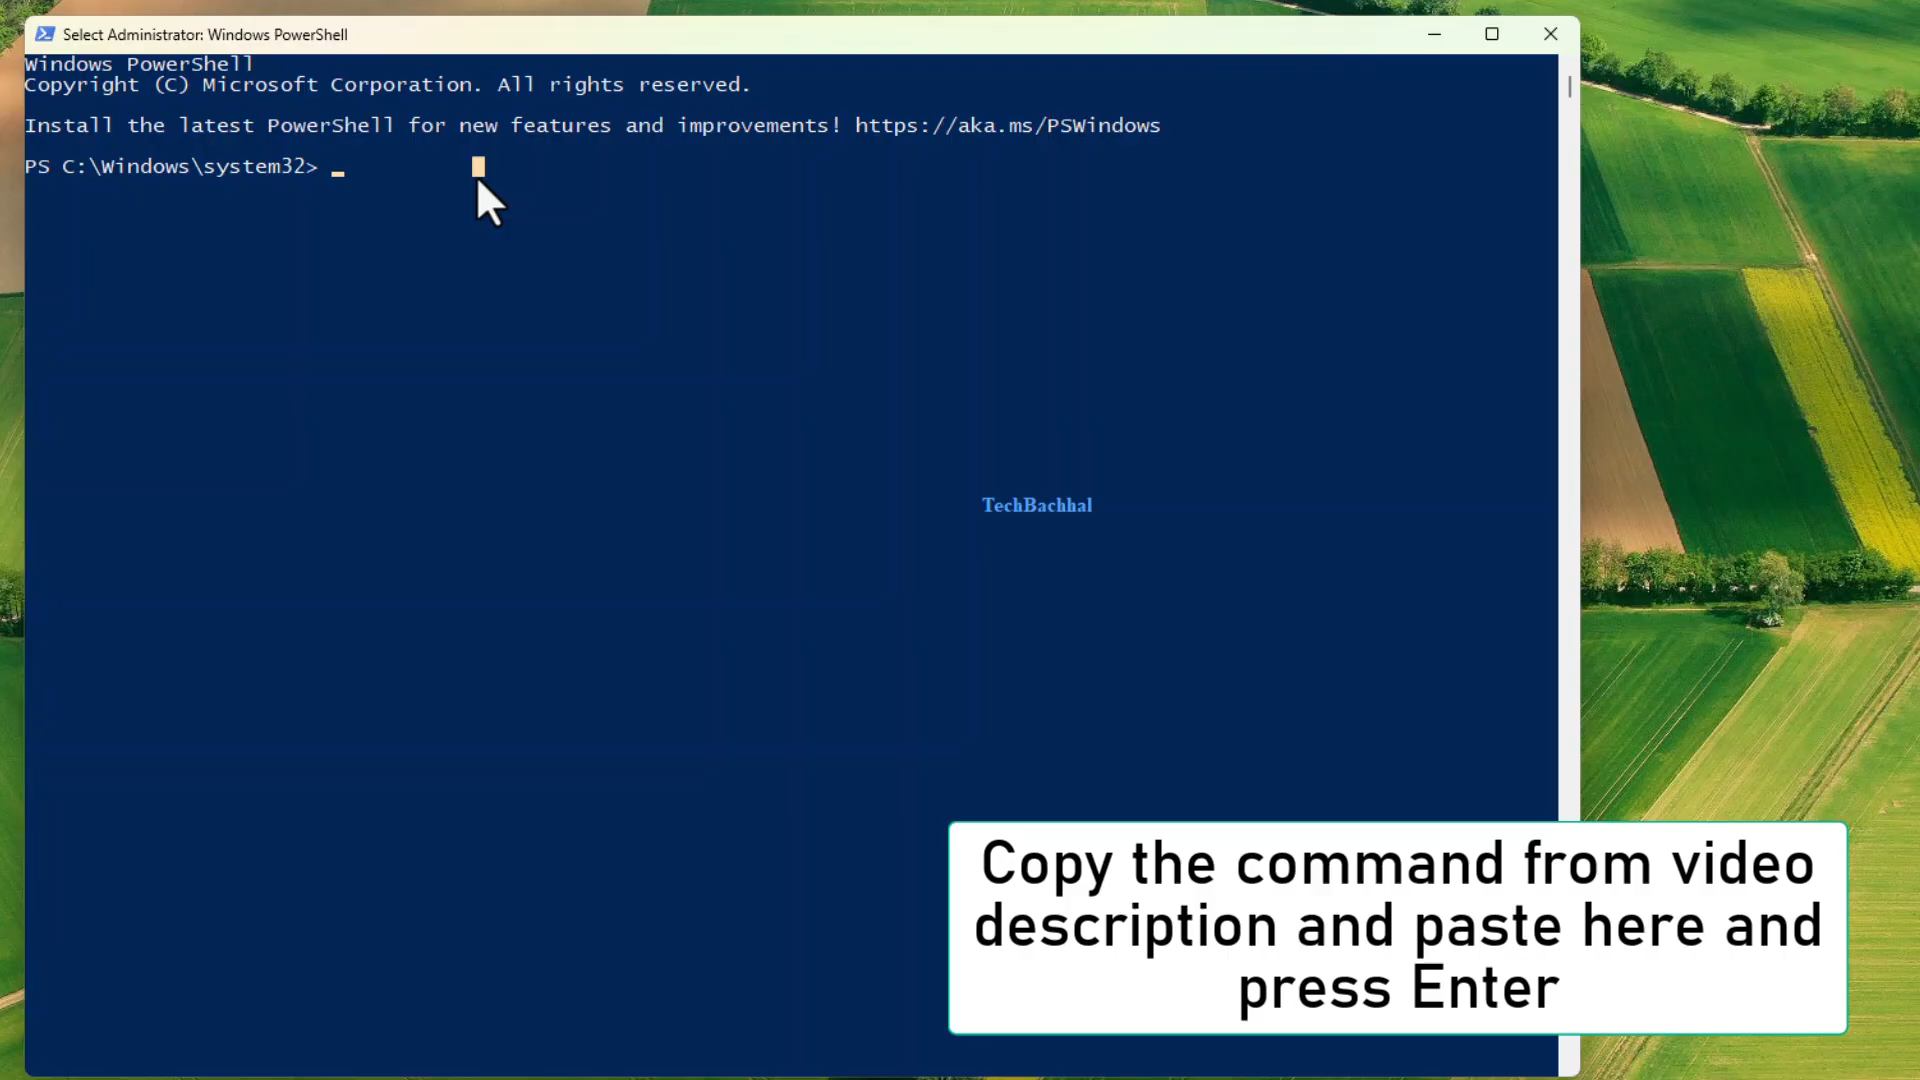 Select Administrator: Windows PowerShell
Windows PowerShell
Copyright (C) Microsoft Corporation. All rights reserved.
Install the latest PowerShell for new features and improvements! https://aka.ms/PSWindows
PS C:\Windows\system32> _
TechBachhal
Copy the command from video
description and paste here and
press Enter